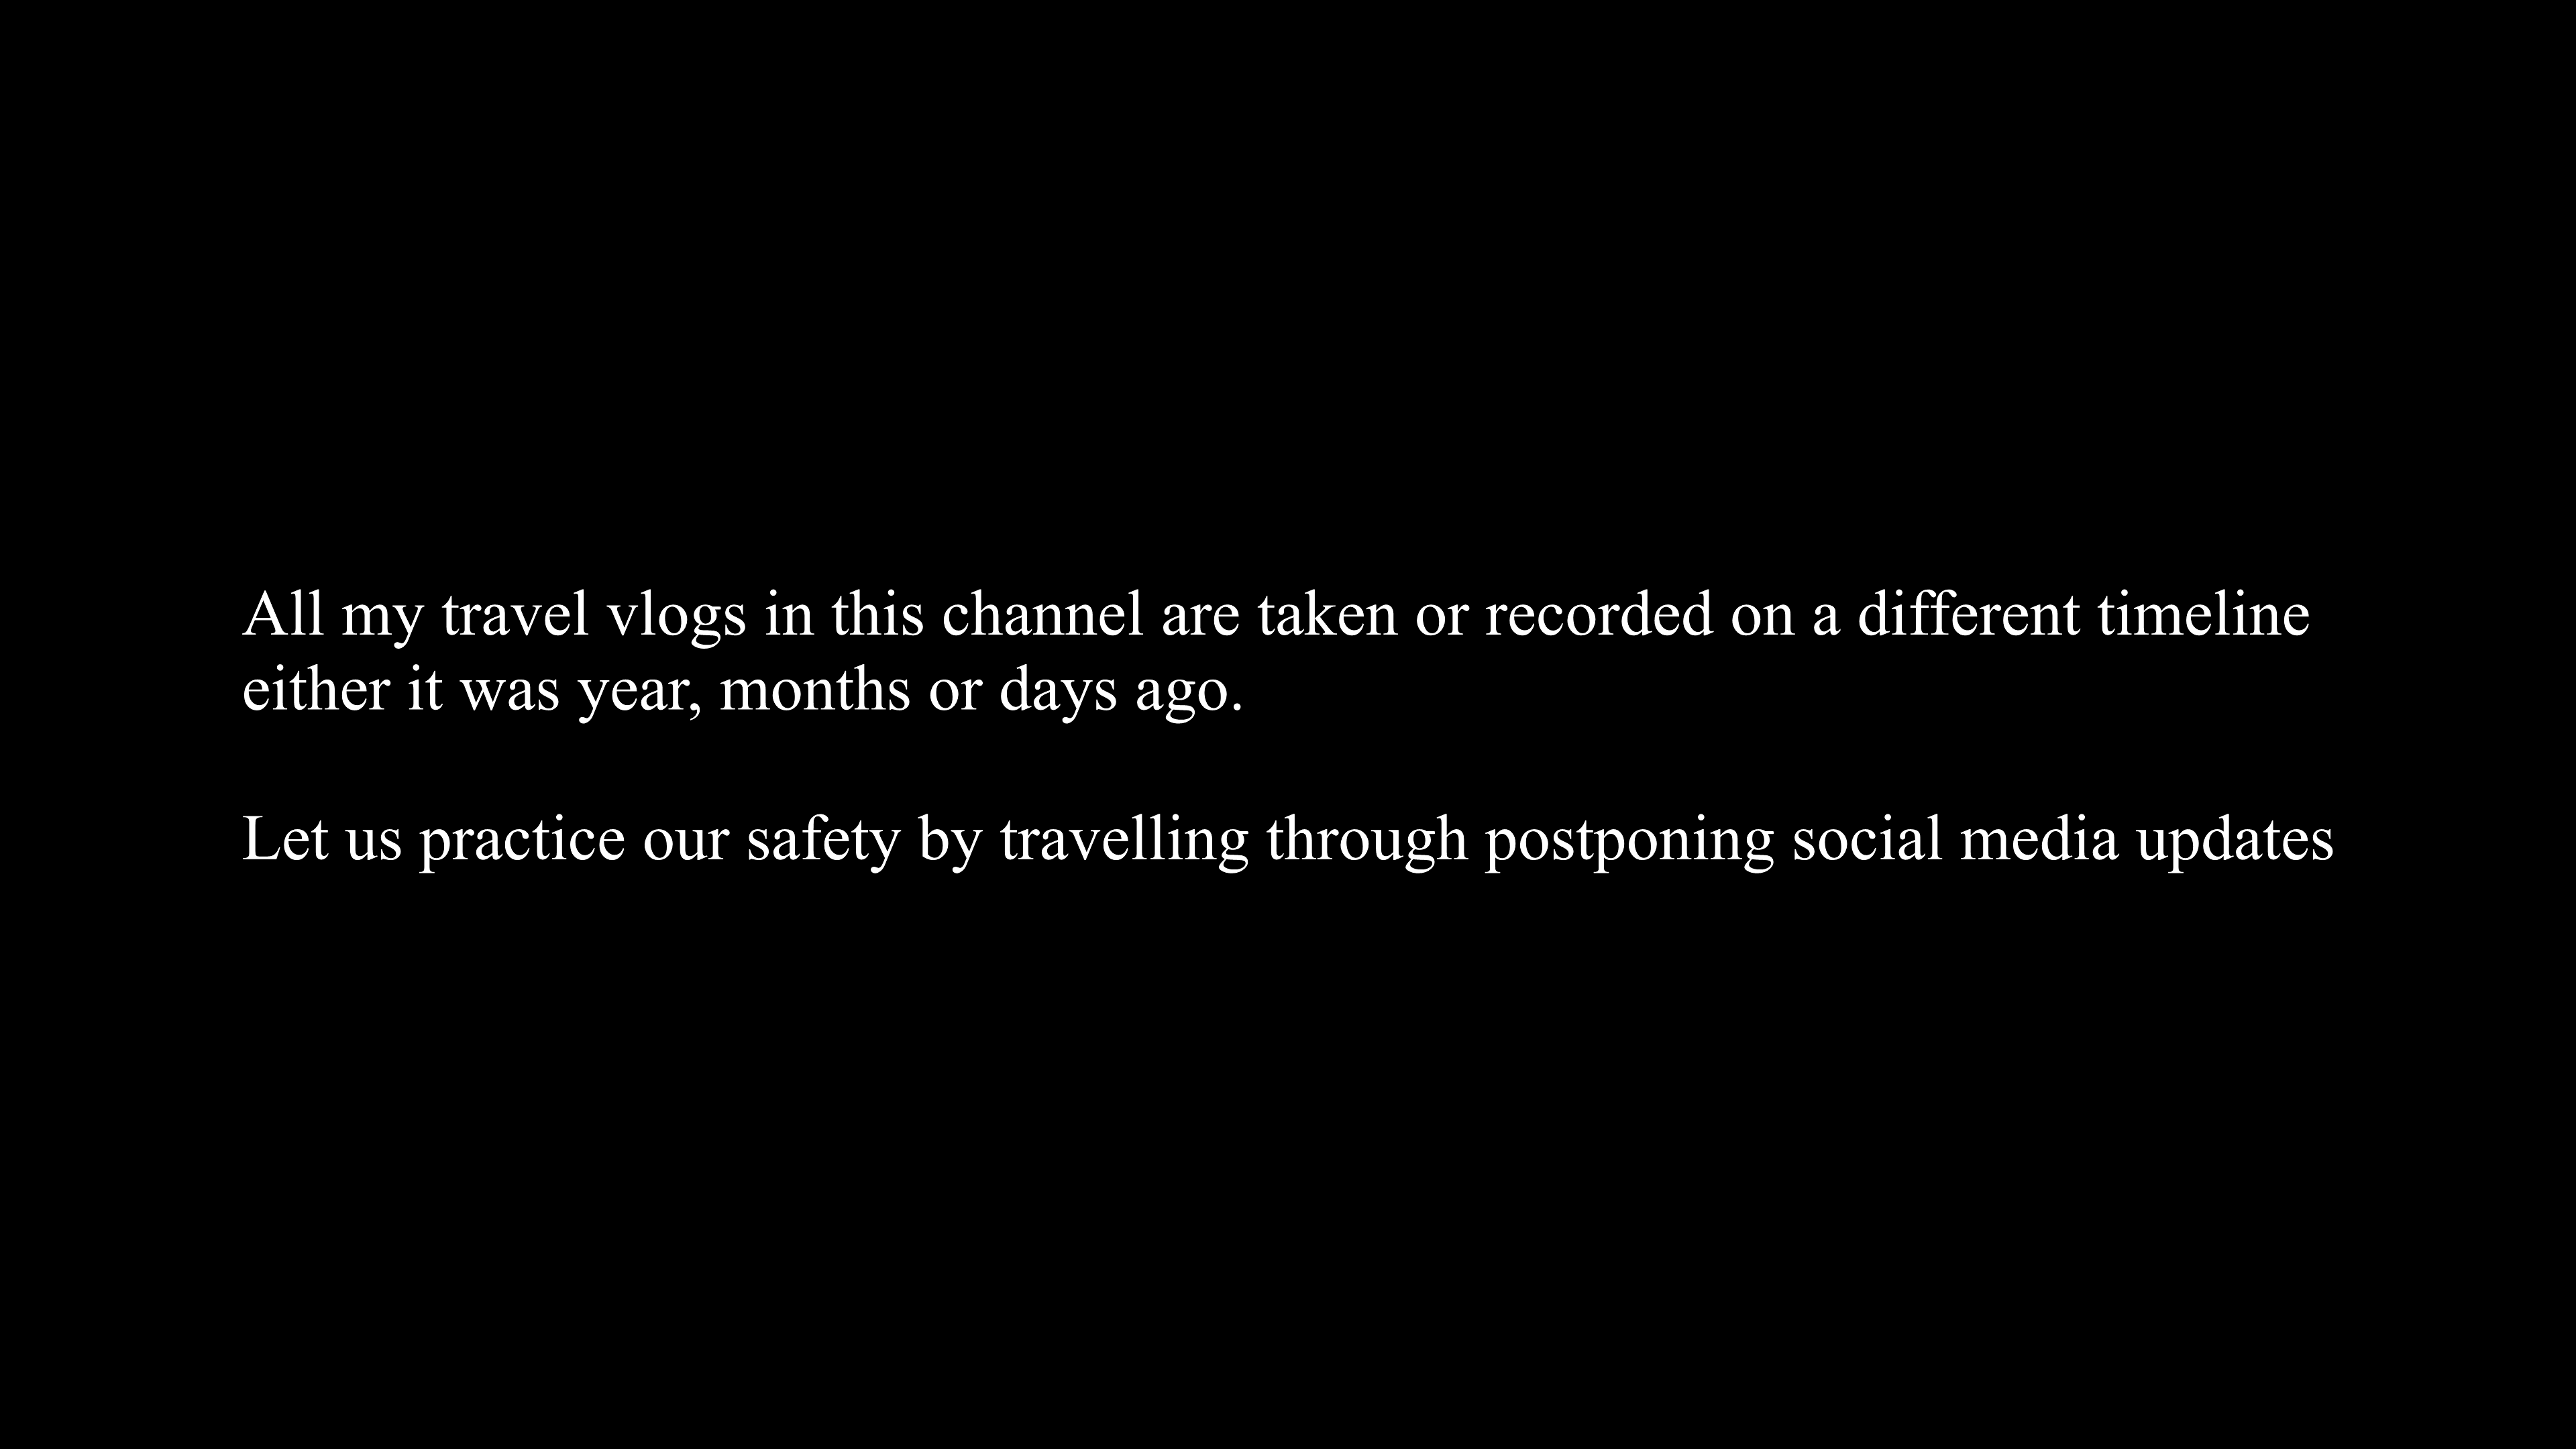 All my travel vlogs in this channel are taken or recorded on a different timeline
either it was year, months or days ago.
Let us practice our safety by travelling through postponing social media updates